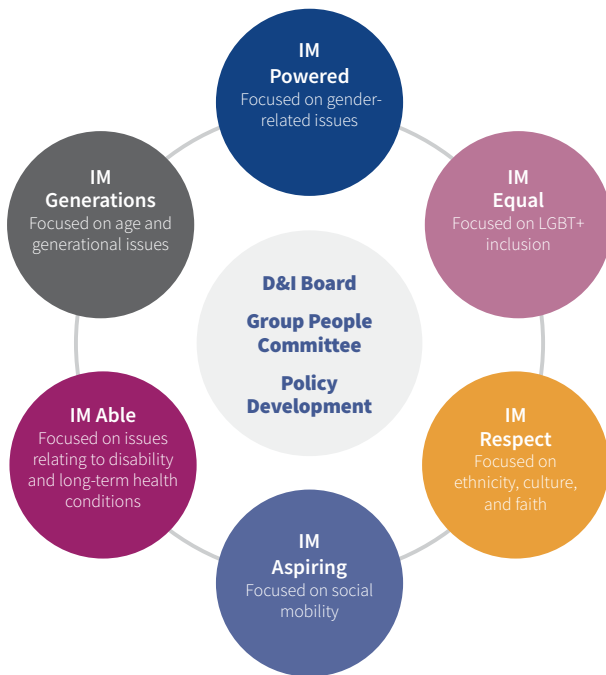 IM
Powered
Focused on gender-
related issues
IM
Generations
Focused on age and
generational issues
IM
Equal
Focused on LGBT+
inclusion
D&I Board
Group People
Committee
Policy
Development
IM Able
Focused on issues
relating to disability
and long-term health
conditions
IM
Respect
Focused on
ethnicity, culture,
and faith
IM
Aspiring
Focused on social
mobility